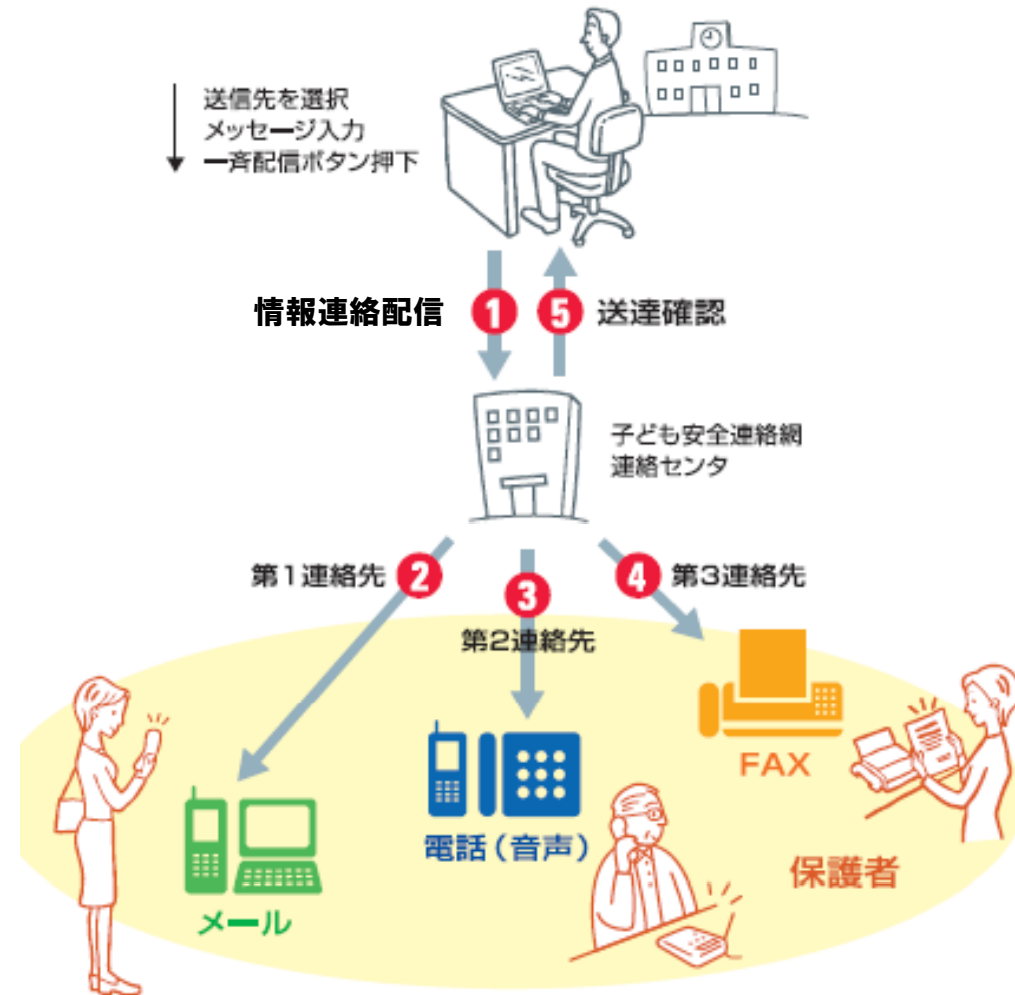 送信先を選択
メッセージ入力
一斉配信ボタン押下
情報連絡配信
1
5
送達確認
子ども安全連絡網
連絡センタ
第1連絡先
2
3
4
第3連絡先
第2連絡先
FAX
電話（音声）
保護者
メール